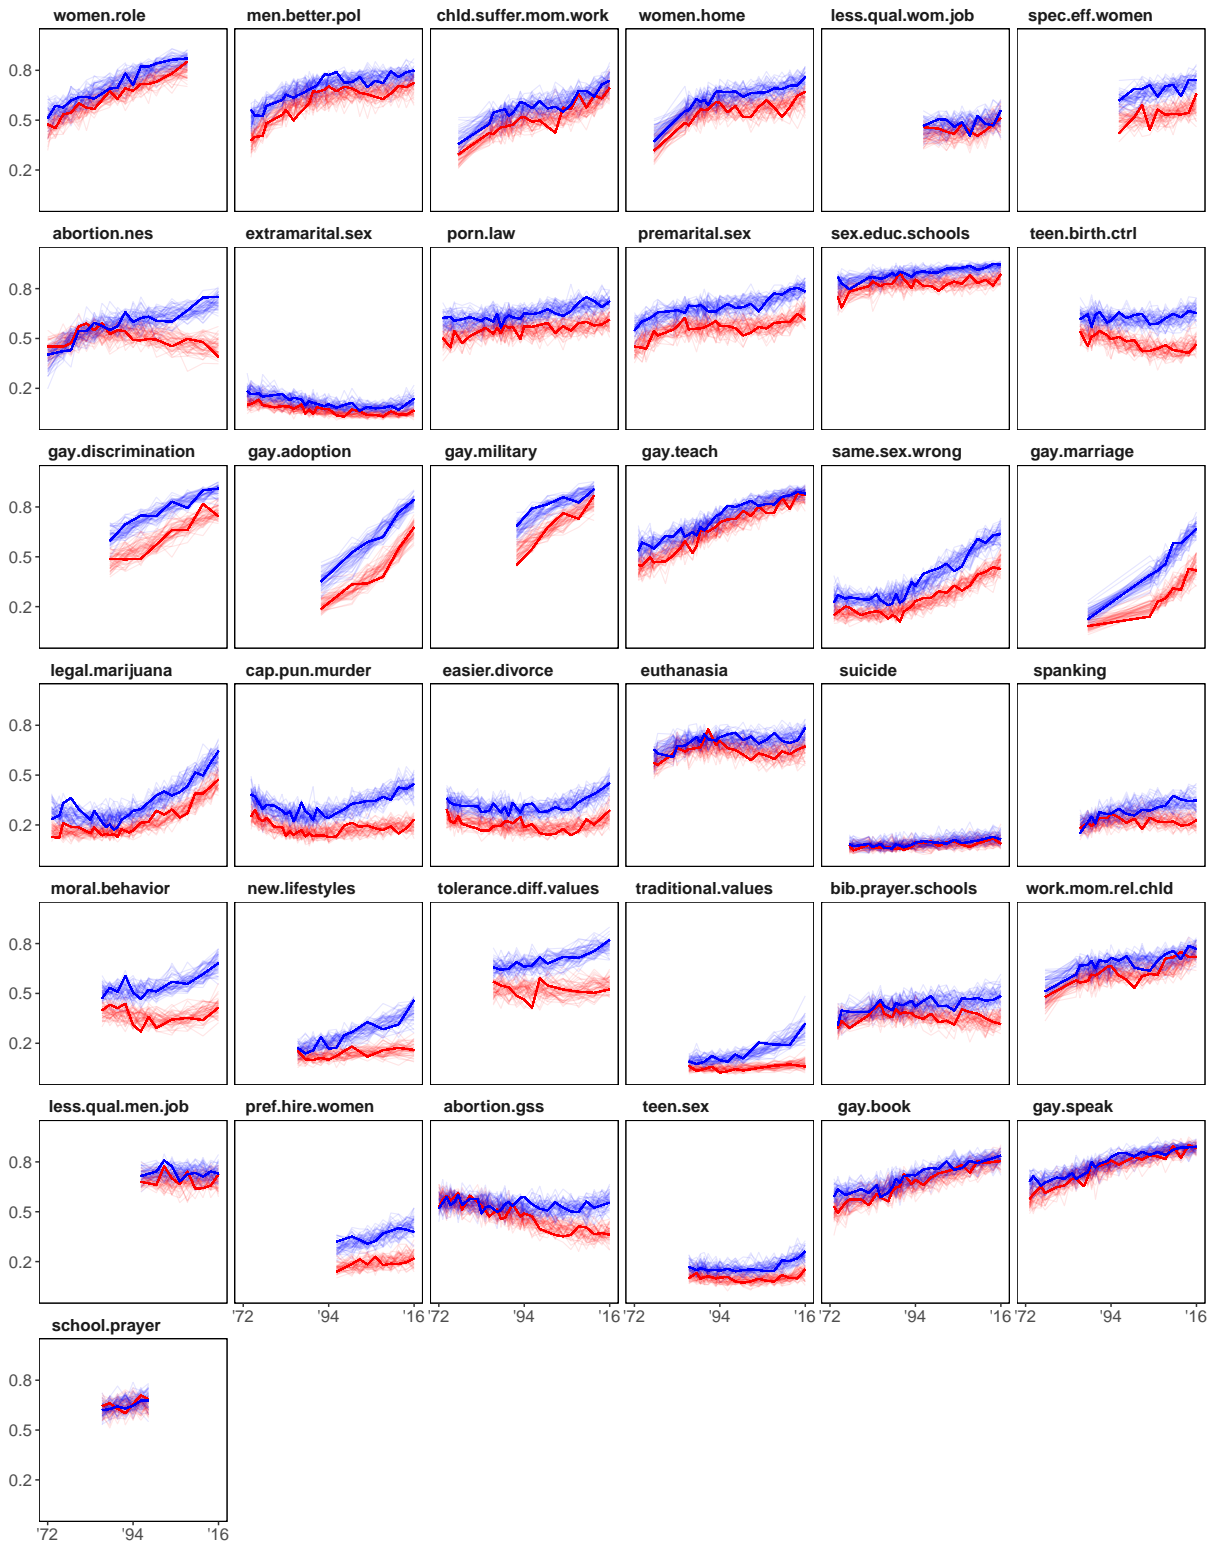 women.role men.better.pol chld.suffer.mom.work women.home less.qual.wom.job spec.eff.women
0.8
0.5
0.2
abortion.nes extramarital.sex porn.law premarital.sex sex.educ.schools teen.birth.ctrl
0.8
0.5
0.2
gay.discrimination gay.adoption gay.military gay.teach same.sex.wrong gay.marriage
0.8
0.5
0.2
legal.marijuana cap.pun.murder easier.divorce euthanasia suicide spanking
0.8
0.5
0.2
moral.behavior new.lifestyles tolerance.diff.values traditional.values bib.prayer.schools work.mom.rel.chld
0.8
0.5
0.2
less.qual.men.job pref.hire.women abortion.gss teen.sex gay.book gay.speak
0.8
0.5
0.2
'72 '94 '16 '72 '94 '16 '72 '94 '16 '72 '94 '16 '72 '94 '16
school.prayer
0.8
0.5
0.2
'72 '94 '16